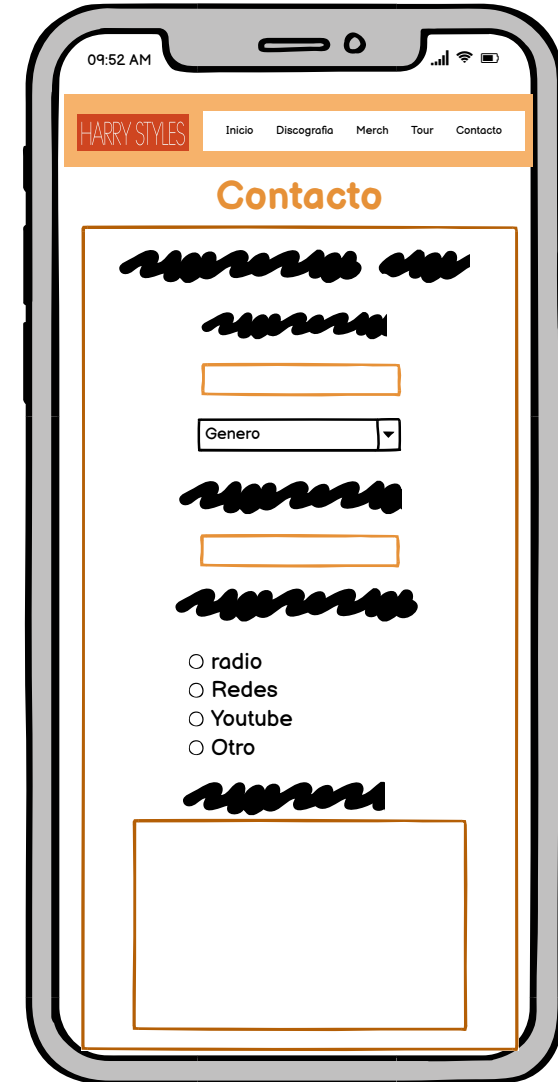 09:52 AM
HARRY STYLES
Inicio Discografia Merch Tour Contacto
Contacto
Genero
radio
Redes
Youtube
Otro